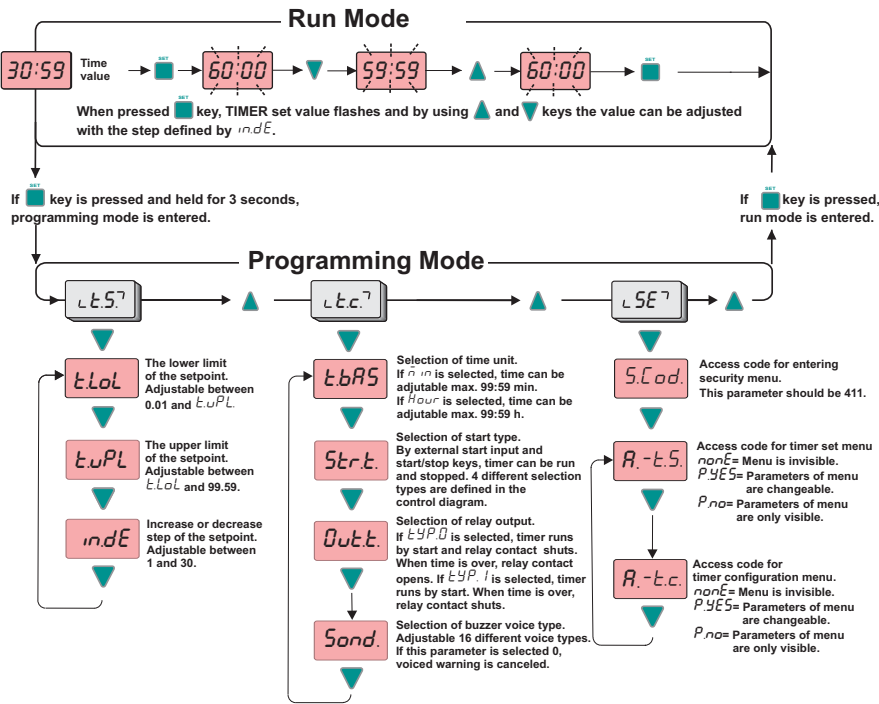 Run Mode
30:59
Time
value
SET
60:00
59:59
60:00
SET
When pressed SET key, TIMER set value flashes and by using and keys the value can be adjusted
with the step defined by in.dE.
If SET key is pressed and held for 3 seconds,
programming mode is entered.
If SET key is pressed,
run mode is entered.
Programming Mode
t.S.
t.c.
SE
t.LoL
The lower limit
of the setpoint.
Adjustable between
0.01 and t.uPL.
t.uPL
The upper limit
of the setpoint.
Adjustable between
t.LoL and 99.59.
in.dE
Increase or decrease
step of the setpoint.
Adjustable between
1 and 30.
t.bAS
Selection of time unit.
If min is selected, time can be
adjutable max. 99:59 min.
If Hour is selected, time can be
adjutable max. 99:59 h.
Str.t.
Selection of start type.
By external start input and
start/stop keys, timer can be run
and stopped. 4 different selection
types are defined in the
control diagram.
Out.t.
Selection of relay output.
If tYP.0 is selected, timer runs
by start and relay contact shuts.
When time is over, relay contact
opens. If tYP.1 is selected, timer
runs by start. When time is over,
relay contact shuts.
Sond.
Selection of buzzer voice type.
Adjustable 16 different voice types.
If this parameter is selected 0,
voiced warning is canceled.
S.Cod.
Access code for entering
security menu.
This parameter should be 411.
A.-t.S.
Access code for timer set menu
nonE= Menu is invisible.
P.YES= Parameters of menu
are changeable.
P.no= Parameters of menu
are only visible.
A.-t.c.
Access code for
timer configuration menu.
nonE= Menu is invisible.
P.YES= Parameters of menu
are changeable.
P.no= Parameters of menu
are only visible.